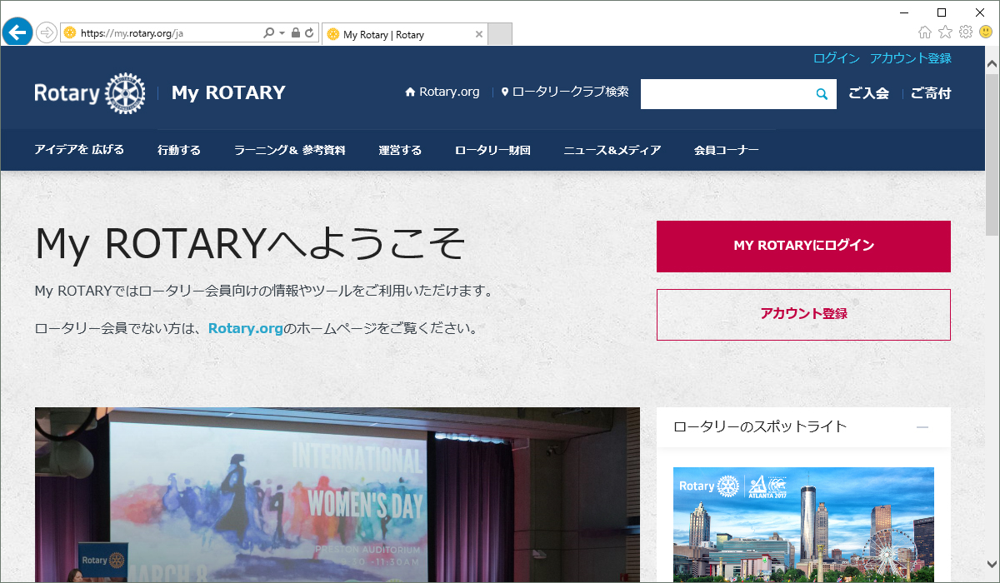 https://my.rotary.org/ja
My Rotary | Rotary
ログイン アカウント登録
Rotary
My ROTARY
Rotary.org
ロータリークラブ検索
ご入会
ご寄付
アイデアを 広げる 行動する ラーニング& 参考資料 運営する ロータリー財団 ニュース&メディア 会員コーナー
My ROTARYへようこそ
My ROTARYではロータリー会員向けの情報やツールをご利用いただけます。
ロータリー会員でない方は、Rotary.orgのホームページをご覧ください。
MY ROTARYにログイン
アカウント登録
INTERNATIONAL
WOMEN'S DAY
PRESTON AUDITORIUM
9:30 -11:30AM
MARCH 8
Rotary
ロータリーのスポットライト
Rotary
ATLANTA 2017